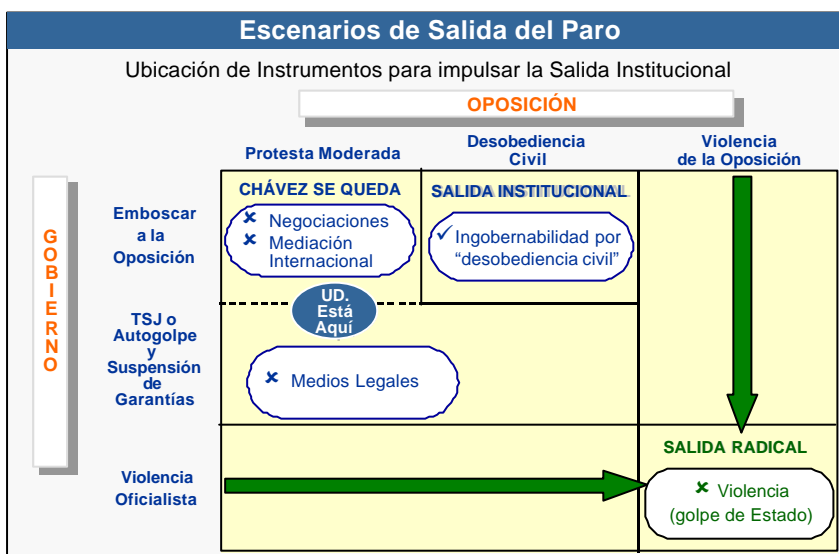 Escenarios de Salida del Paro
Ubicación de Instrumentos para impulsar la Salida Institucional
OPOSICIÓN
Protesta Moderada
Desobediencia
Civil
Violencia
de la Oposición
GOBIERNO
Emboscar
a la
Oposición
CHÁVEZ SE QUEDA
✘ Negociaciones
✘ Mediación
Internacional
SALIDA INSTITUCIONAL
✓ Ingobernabilidad por
“desobediencia civil”
UD.
Está
Aquí
TSJ o
Autogolpe
y
Suspensión
de
Garantías
✘ Medios Legales
Violencia
Oficialista
SALIDA RADICAL
✘ Violencia
(golpe de Estado)